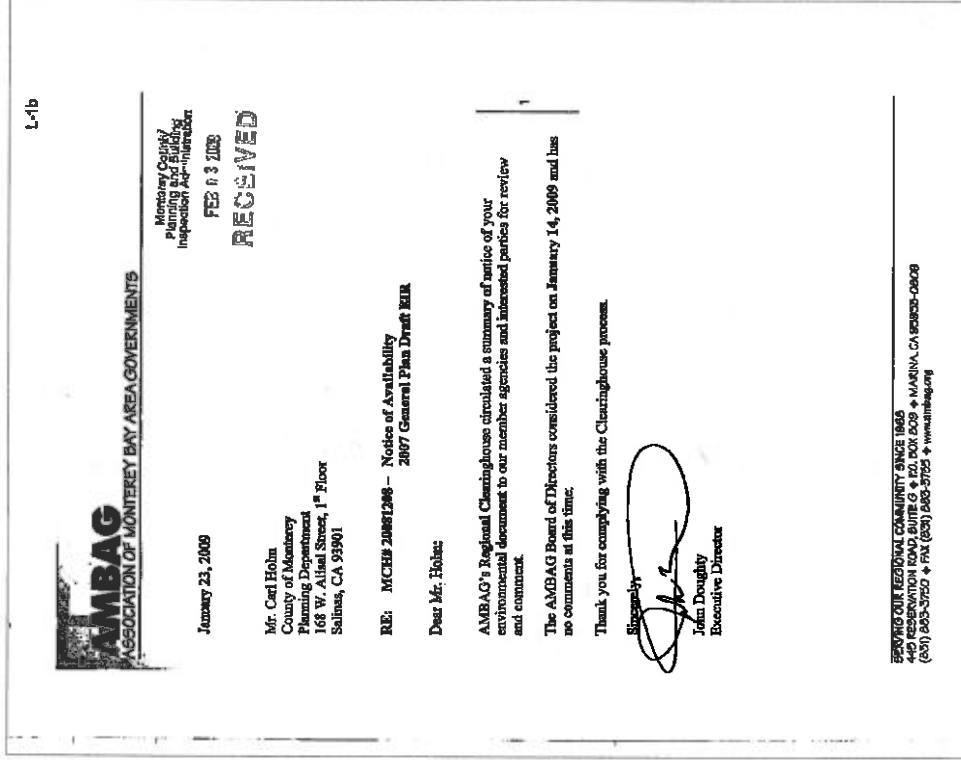 L-1b
AMBAG
ASSOCIATION OF MONTEREY BAY AREA GOVERNMENTS
Monterey County
Planning and Building
Inspection Administration
FEB 03 2009
RECEIVED
January 23, 2009
Mr. Carl Holm
County of Monterey
Planning Department
168 W. Alisal Street, 1st Floor
Salinas, CA 93901
RE: MCH# 20081208 – Notice of Availability
2007 General Plan Draft EIR
Dear Mr. Holm:
AMBAG's Regional Clearinghouse circulated a summary of notice of your
environmental document to our member agencies and interested parties for review
and comment.
The AMBAG Board of Directors considered the project on January 14, 2009 and has
no comments at this time.
1
Thank you for complying with the Clearinghouse process.
Sincerely,
John Doughty
Executive Director
SERVING OUR REGIONAL COMMUNITY SINCE 1968
445 RESERVATION ROAD, SUITE G + P.O. BOX 809 + MARINA, CA 93933-0809
(831) 883-3750 + FAX (831) 883-3755 + www.ambag.org